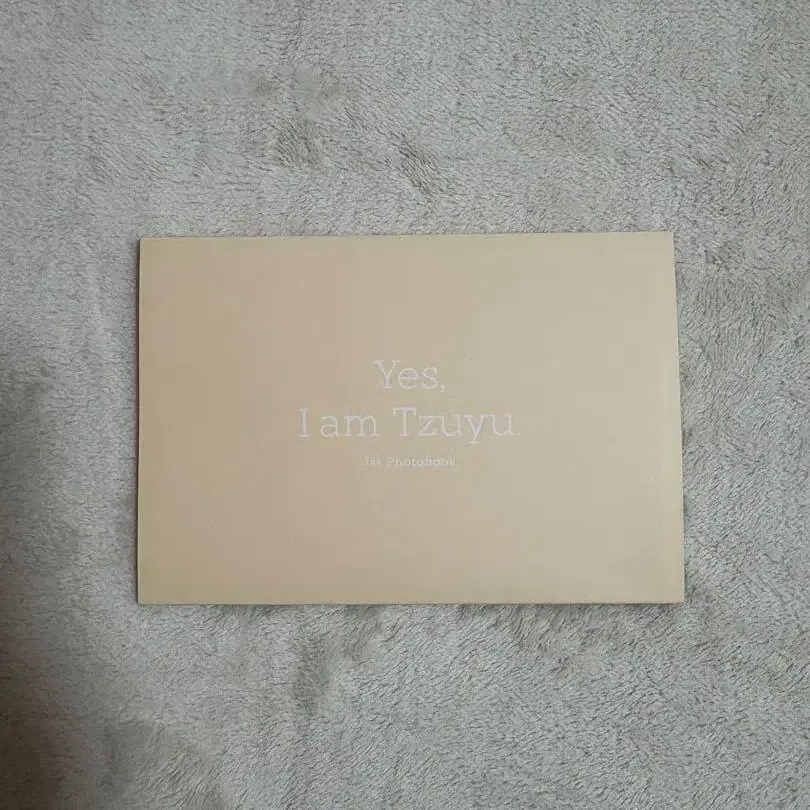 Yes,
I am Tzuyu.
1st Photobook